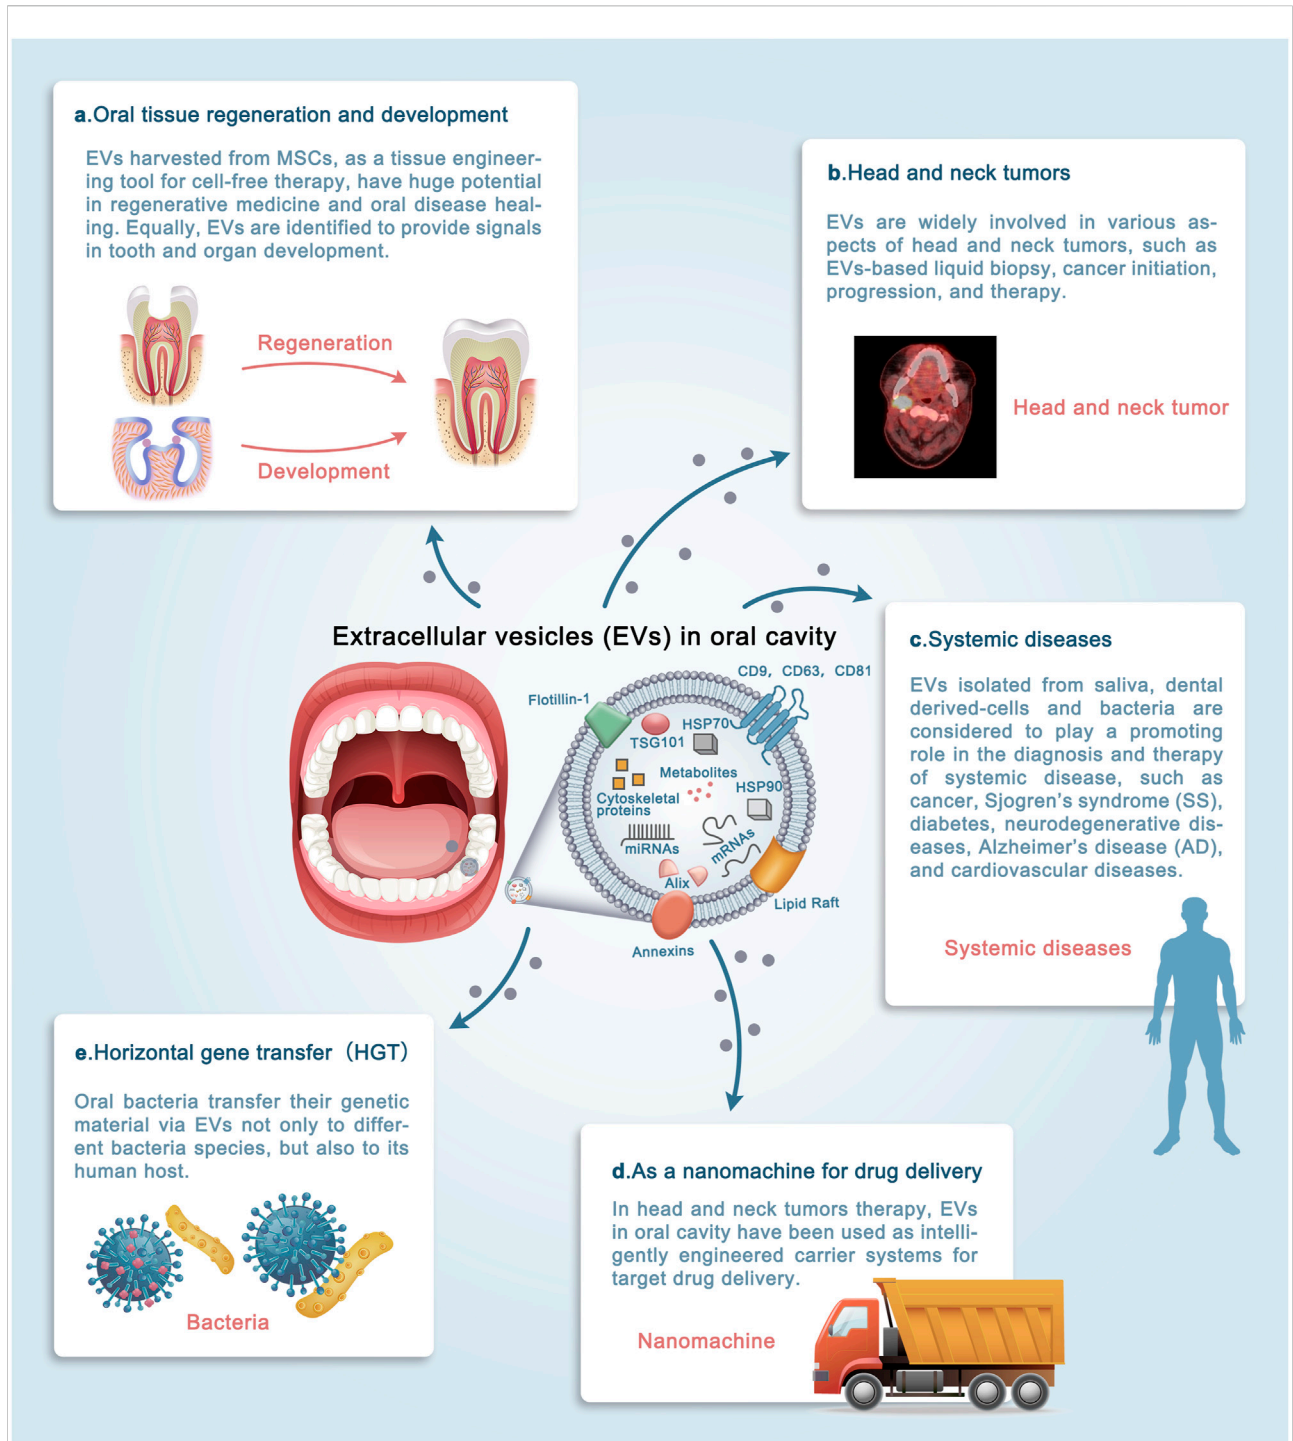 a.Oral tissue regeneration and development
EVs harvested from MSCs, as a tissue engineer-
ing tool for cell-free therapy, have huge potential
in regenerative medicine and oral disease heal-
ing. Equally, EVs are identified to provide signals
in tooth and organ development.
Regeneration
Development
b.Head and neck tumors
EVs are widely involved in various as-
pects of head and neck tumors, such as
EVs-based liquid biopsy, cancer initiation,
progression, and therapy.
Head and neck tumor
Extracellular vesicles (EVs) in oral cavity
CD9, CD63, CD81
Flotillin-1
HSP70
TSG101
Metabolites
HSP90
Cytoskeletal
proteins
miRNAs
mRNAs
Alix
Lipid Raft
Annexins
c.Systemic diseases
EVs isolated from saliva, dental
derived-cells and bacteria are
considered to play a promoting
role in the diagnosis and therapy
of systemic disease, such as
cancer, Sjogren's syndrome (SS),
diabetes, neurodegenerative dis-
eases, Alzheimer's disease (AD),
and cardiovascular diseases.
Systemic diseases
e.Horizontal gene transfer（HGT）
Oral bacteria transfer their genetic
material via EVs not only to differ-
ent bacteria species, but also to its
human host.
Bacteria
d.As a nanomachine for drug delivery
In head and neck tumors therapy, EVs
in oral cavity have been used as intelli-
gently engineered carrier systems for
target drug delivery.
Nanomachine